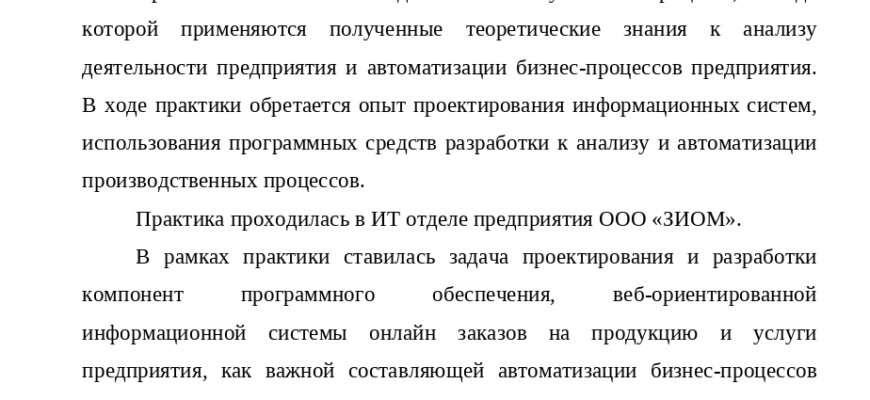 которой применяются полученные теоретические знания к анализу
деятельности предприятия и автоматизации бизнес-процессов предприятия.
В ходе практики обретается опыт проектирования информационных систем,
использования программных средств разработки к анализу и автоматизации
производственных процессов.
Практика проходилась в ИТ отделе предприятия ООО «ЗИОМ».
В рамках практики ставилась задача проектирования и разработки
компонент программного обеспечения, веб-ориентированной
информационной системы онлайн заказов на продукцию и услуги
предприятия, как важной составляющей автоматизации бизнес-процессов